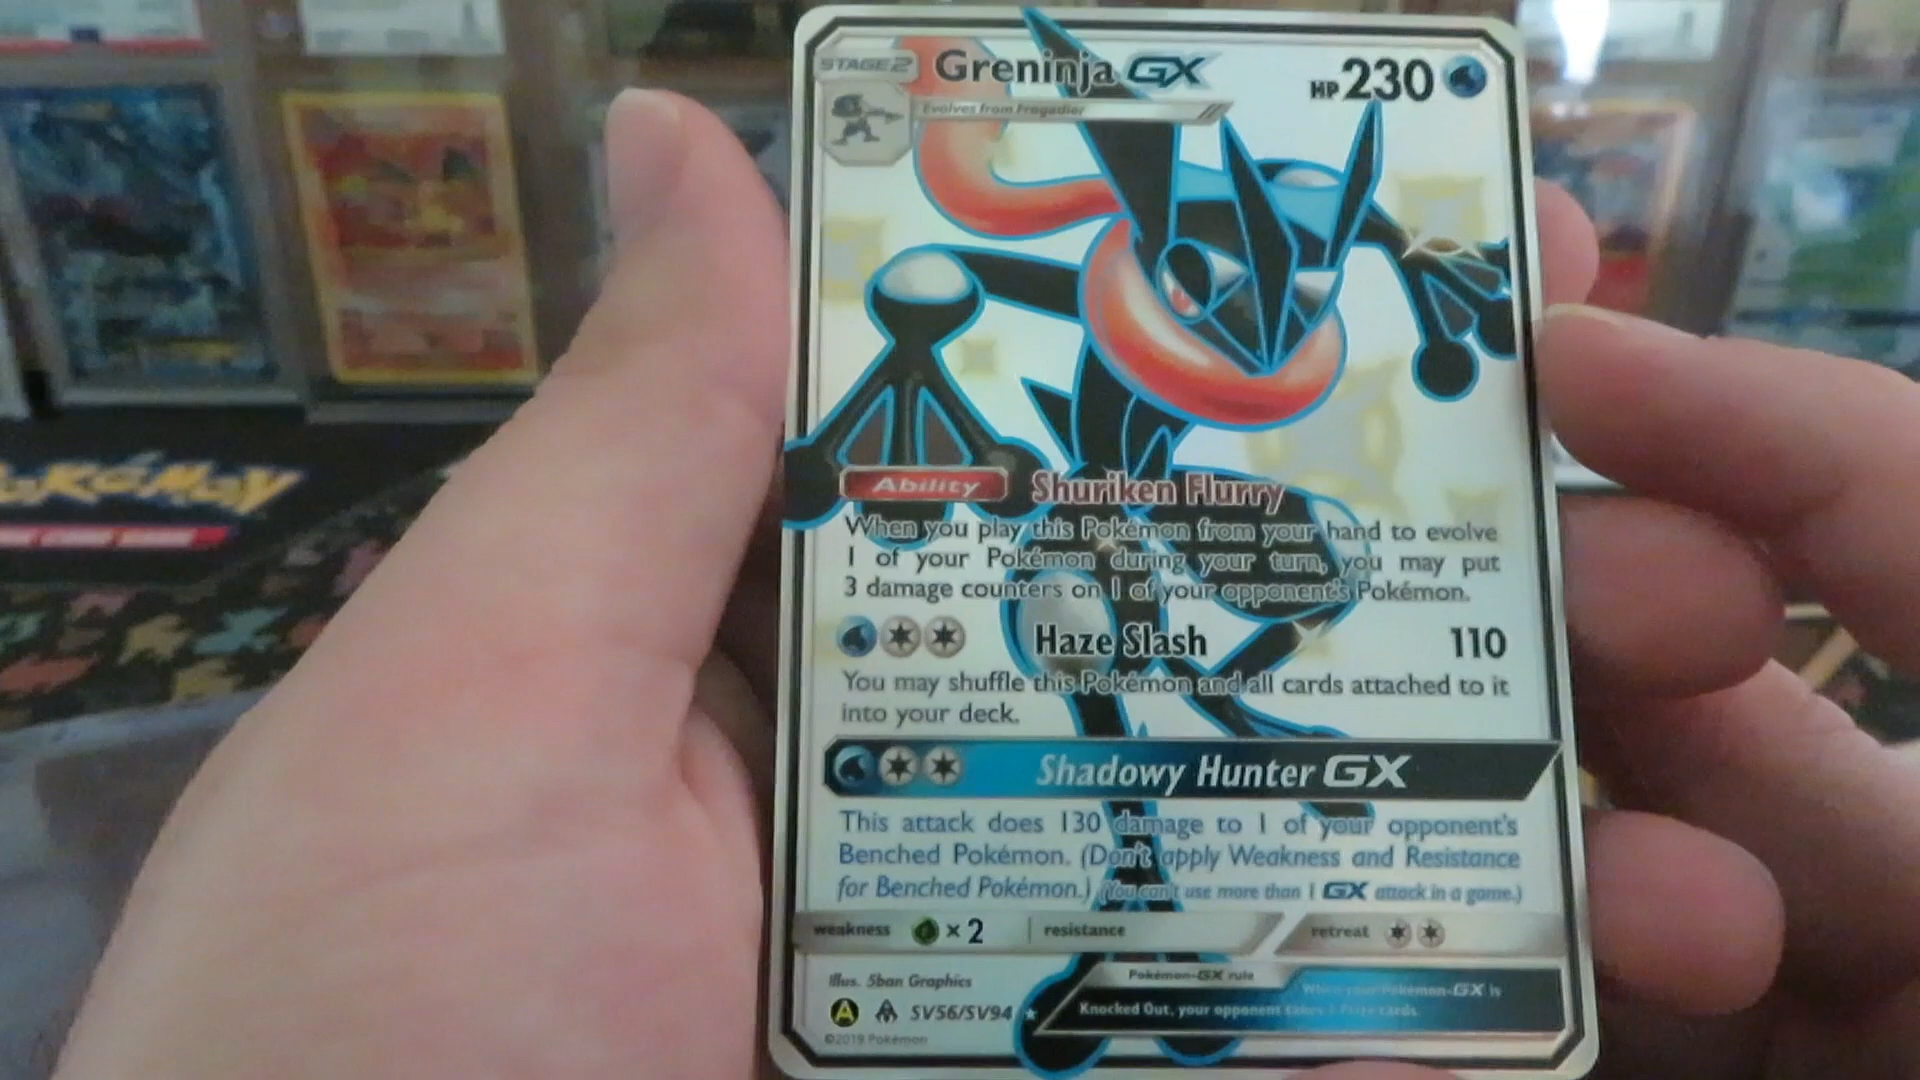 STAGE2 Greninja GX HP230
Evolves from Frogadier
POKéMON
Ability Shuriken Flurry
When you play this Pokémon from your hand to evolve
1 of your Pokémon during your turn, you may put
3 damage counters on 1 of your opponent's Pokémon.
Haze Slash 110
You may shuffle this Pokémon and all cards attached to it
into your deck.
Shadowy Hunter GX
This attack does 130 damage to 1 of your opponent's
Benched Pokémon. (Don't apply Weakness and Resistance
for Benched Pokémon.) (You can't use more than 1 GX attack in a game.)
weakness ×2 resistance retreat
Illus. 5ban Graphics
Pokémon-GX rule
When your Pokémon-GX is
Knocked Out, your opponent takes 2 Prize cards.
A SV56/SV94
©2019 Pokémon